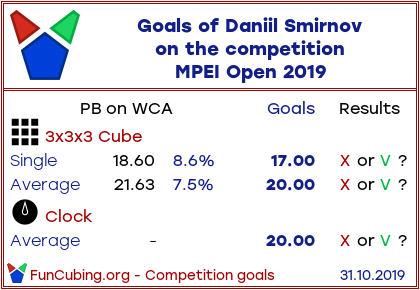 Goals of Daniil Smirnov
on the competition
MPEI Open 2019
PB on WCA Goals Results
3x3x3 Cube
Single 18.60 8.6% 17.00 X or V ?
Average 21.63 7.5% 20.00 X or V ?
Clock
Average - 20.00 X or V ?
FunCubing.org - Competition goals 31.10.2019